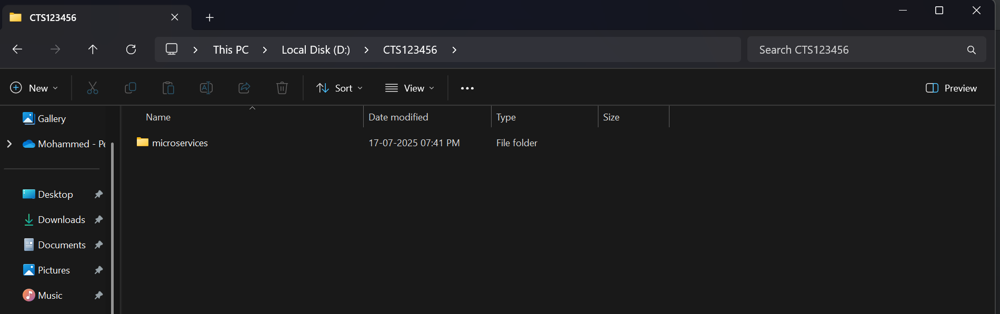 CTS123456
This PC
Local Disk (D:)
CTS123456
Search CTS123456
New
Sort
View
Preview
Gallery
Mohammed - Pe
Desktop
Downloads
Documents
Pictures
Music
Name
Date modified
Type
Size
microservices
17-07-2025 07:41 PM
File folder